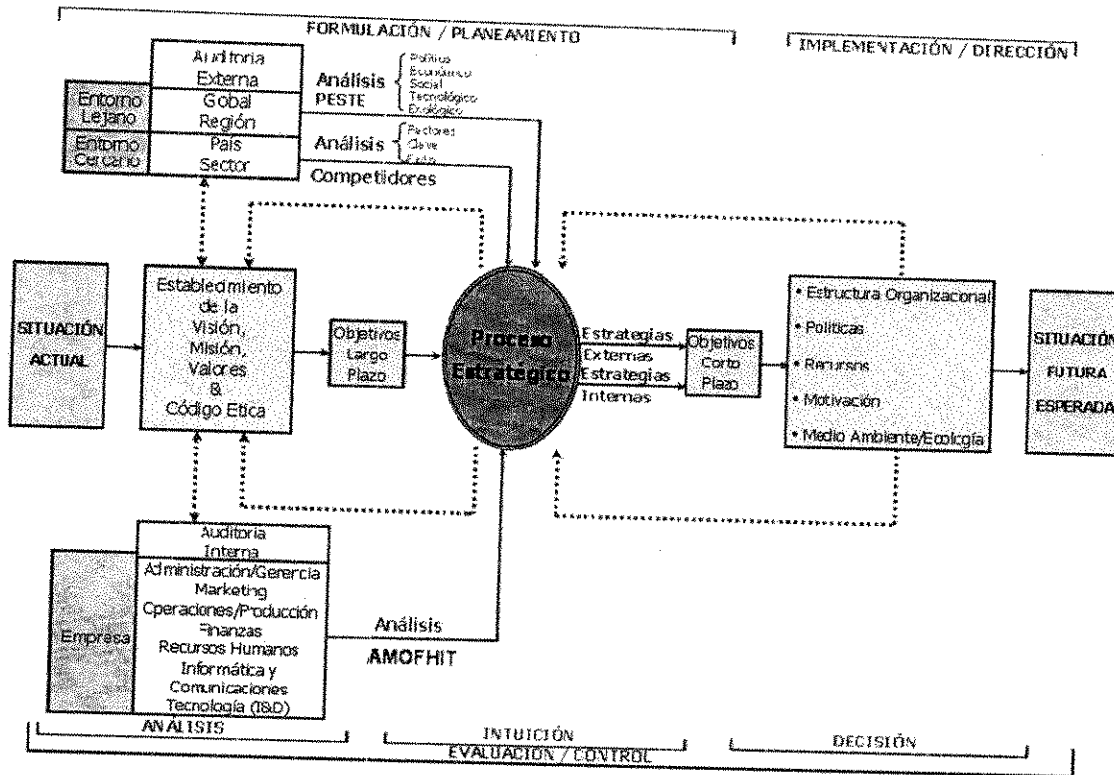 FORMULACIÓN / PLANEAMIENTO
IMPLEMENTACIÓN / DIRECCIÓN
Auditoria
Externa
Entorno
Lejano
Global
Región
Entorno
Cercano
País
Sector
Análisis
PESTE
Política
Económico
Social
Tecnológico
Ecológico
Análisis
Competidores
Factores
Clave
Éxito
SITUACIÓN
ACTUAL
Establecimiento
de la
Visión,
Misión,
Valores
&
Código Etica
Objetivos
Largo
Plazo
Proceso
Estratégico
Estrategias
Externas
Estrategias
Internas
Objetivos
Corto
Plazo
• Estructura Organizaconal
• Políticas
• Recursos
• Motivación
• Medio Ambiente/Ecología
SITUACIÓN
FUTURA
ESPERADA
Auditoria
Interna
Empresa
Administración/Gerencia
Marketing
Operaciones/Producción
Finanzas
Recursos Humanos
Informática y
Comunicaciones
Tecnología (I&D)
Análisis
AMOFHIT
ANÁLISIS
INTUICIÓN
DECISIÓN
EVALUACIÓN / CONTROL